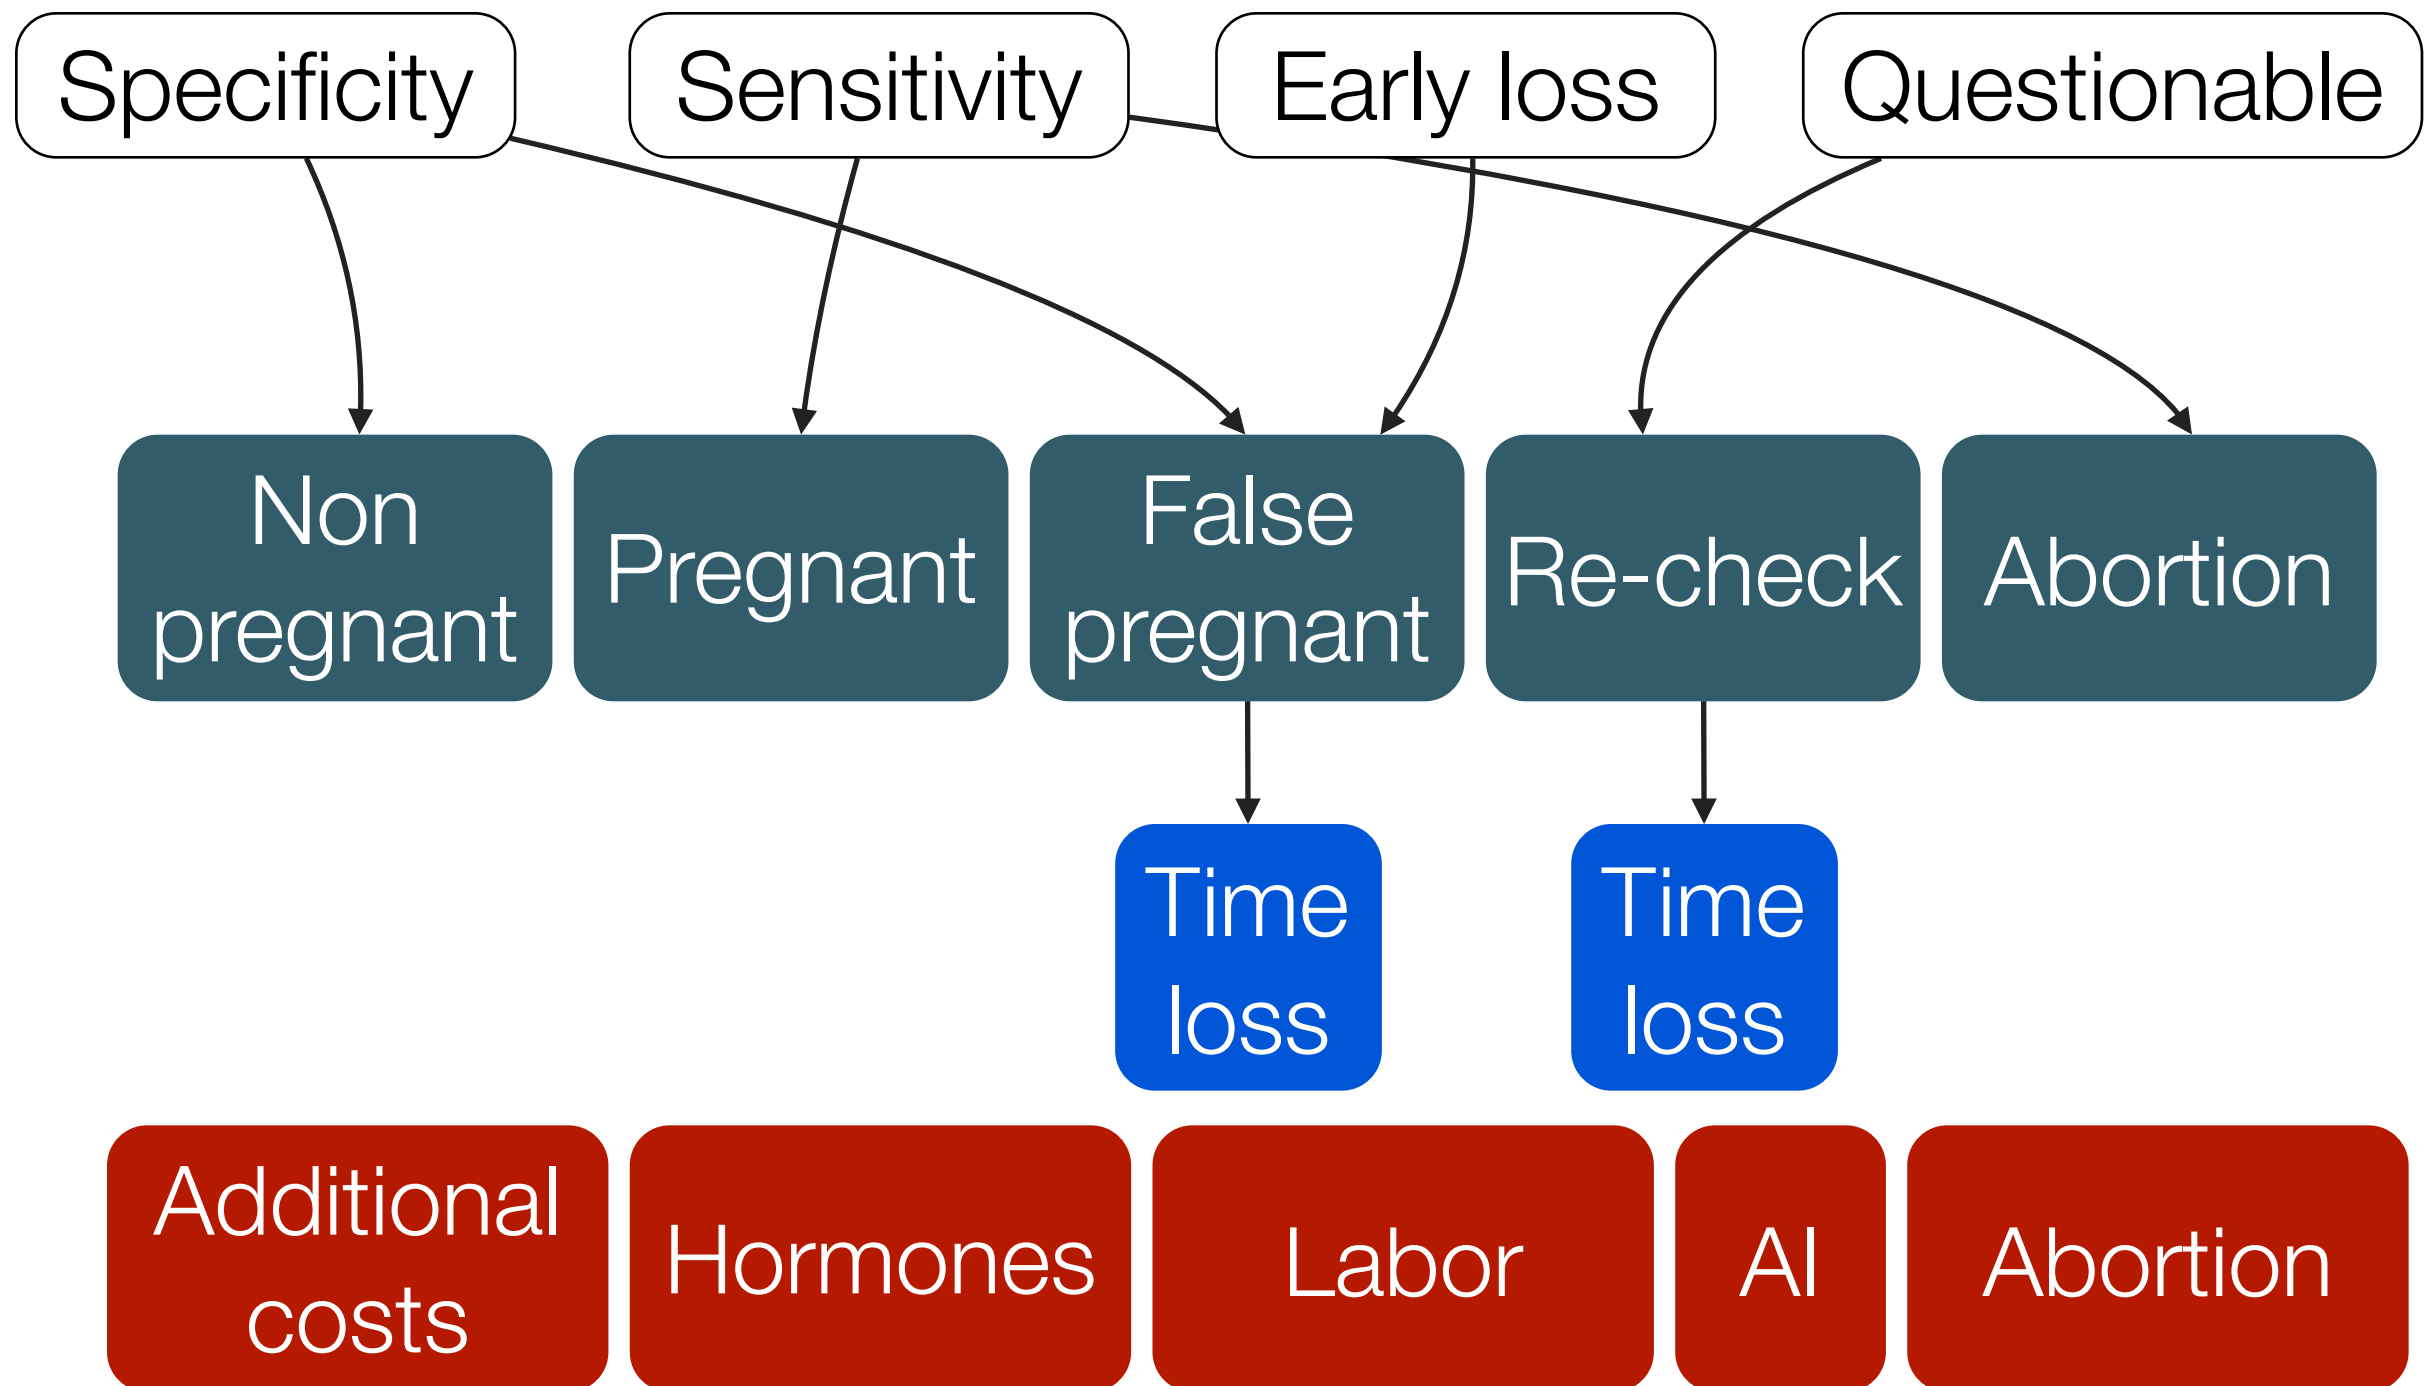 Specificity
Sensitivity
Early loss
Questionable
Non
pregnant
Pregnant
False
pregnant
Re-check
Abortion
Time
loss
Time
loss
Additional
costs
Hormones
Labor
AI
Abortion